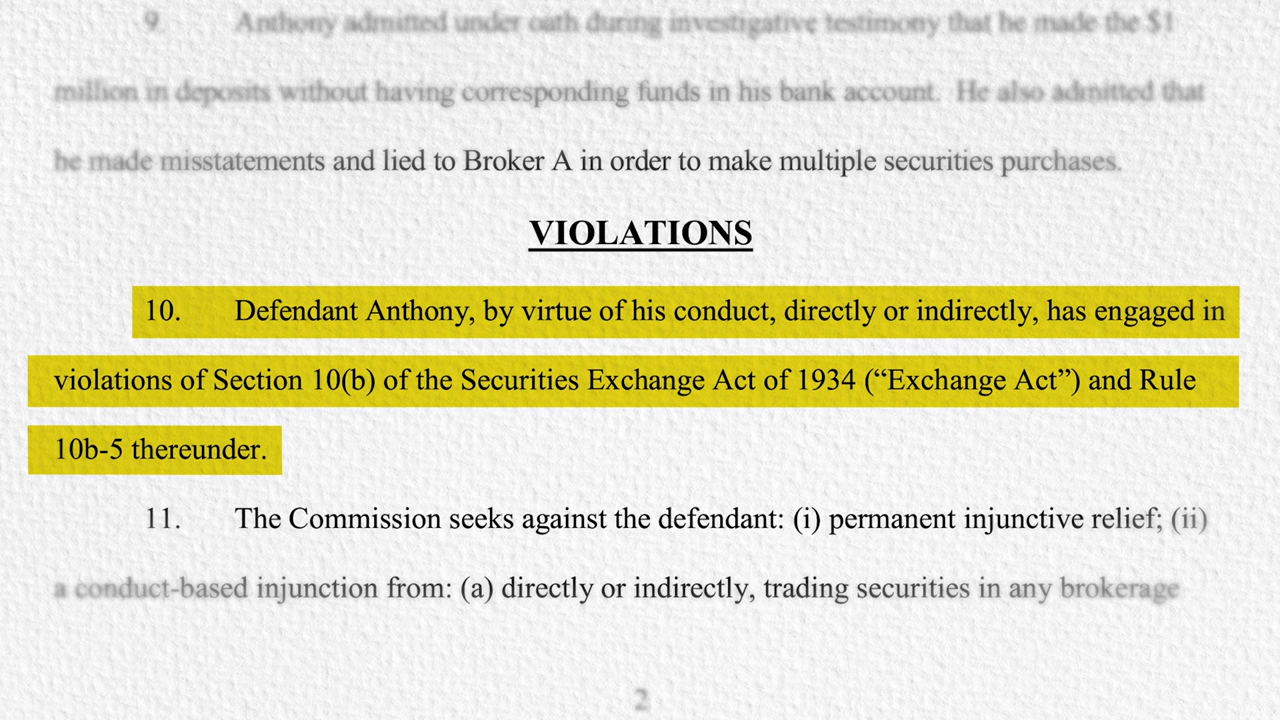 9. Anthony admitted under oath during investigative testimony that he made the $1
million in deposits without having corresponding funds in his bank account. He also admitted that
he made misstatements and lied to Broker A in order to make multiple securities purchases.
VIOLATIONS
10. Defendant Anthony, by virtue of his conduct, directly or indirectly, has engaged in
violations of Section 10(b) of the Securities Exchange Act of 1934 (“Exchange Act”) and Rule
10b-5 thereunder.
11. The Commission seeks against the defendant: (i) permanent injunctive relief; (ii)
a conduct-based injunction from: (a) directly or indirectly, trading securities in any brokerage
2